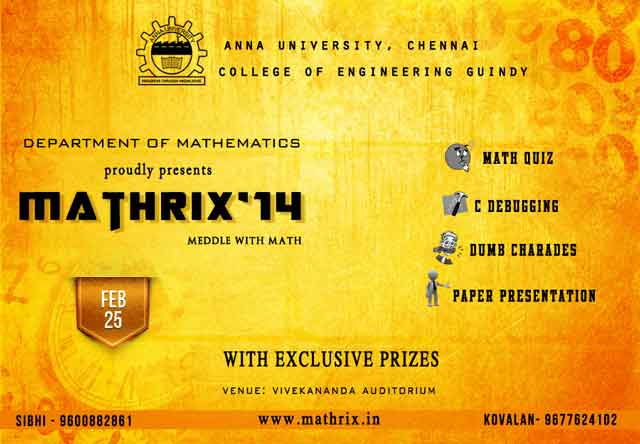 ANNA UNIVERSITY, CHENNAI
COLLEGE OF ENGINEERING GUINDY
DEPARTMENT OF MATHEMATICS
proudly presents
MATHRIX'14
MEDDLE WITH MATH
MATH QUIZ
C DEBUGGING
DUMB CHARADES
PAPER PRESENTATION
FEB
25
WITH EXCLUSIVE PRIZES
VENUE: VIVEKANANDA AUDITORIUM
SIBHI - 9600882861
www.mathrix.in
KOVALAN- 9677624102